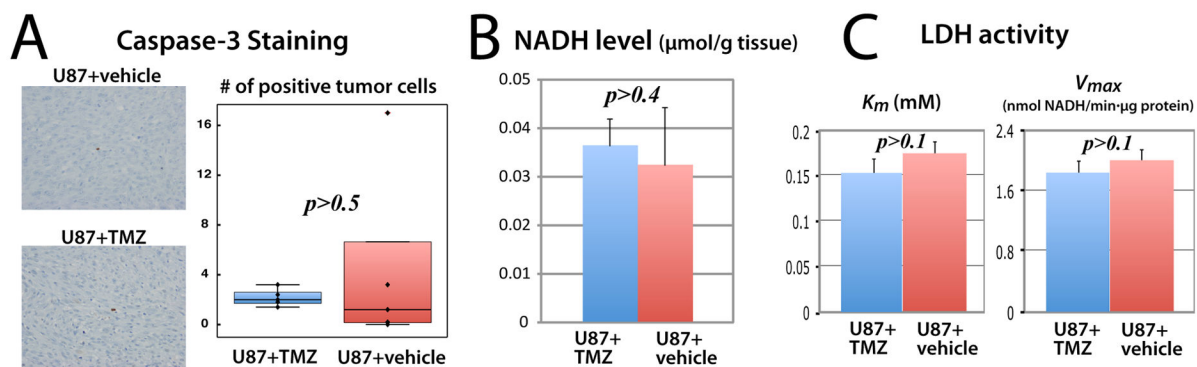 A
Caspase-3 Staining
U87+vehicle
U87+TMZ
# of positive tumor cells
16
12
8
4
0
p>0.5
U87+TMZ
U87+vehicle
B
NADH level (μmol/g tissue)
0.05
0.04
0.03
0.02
0.01
0
p>0.4
U87+
TMZ
U87+
vehicle
C
LDH activity
Km (mM)
0.2
0.15
0.1
0.05
0
p>0.1
U87+
TMZ
U87+
vehicle
Vmax
(nmol NADH/min·μg protein)
2.4
1.6
0.8
0
p>0.1
U87+
TMZ
U87+
vehicle